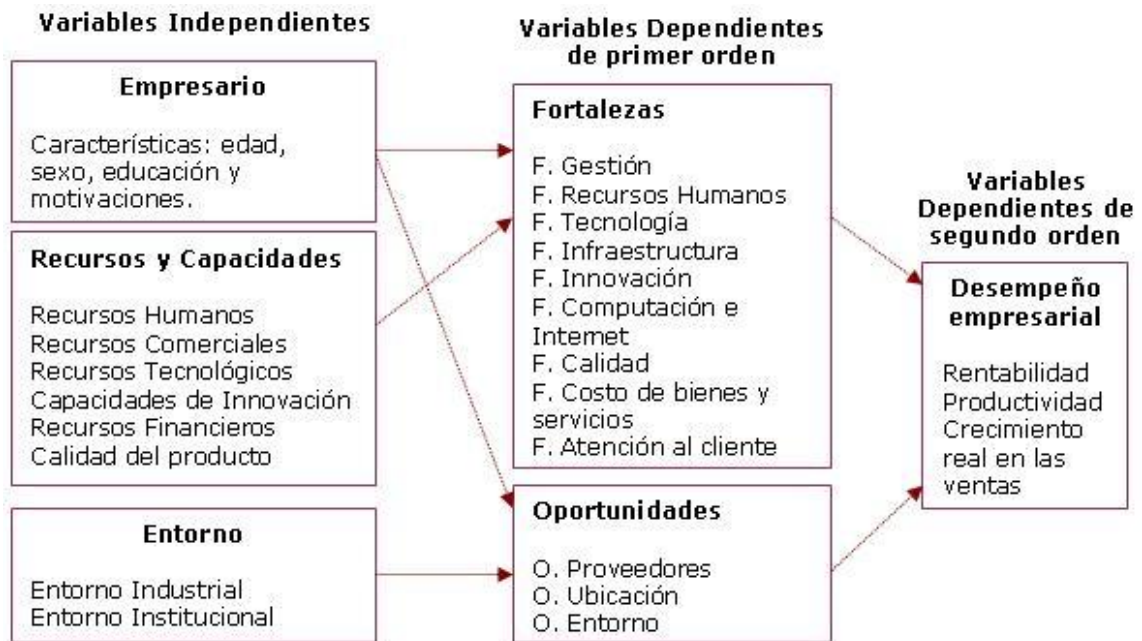 Variables Independientes
Empresario
Características: edad,
sexo, educación y
motivaciones.
Recursos y Capacidades
Recursos Humanos
Recursos Comerciales
Recursos Tecnológicos
Capacidades de Innovación
Recursos Financieros
Calidad del producto
Entorno
Entorno Industrial
Entorno Institucional
Variables Dependientes
de primer orden
Fortalezas
F. Gestión
F. Recursos Humanos
F. Tecnología
F. Infraestructura
F. Innovación
F. Computación e
Internet
F. Calidad
F. Costo de bienes y
servicios
F. Atención al cliente
Oportunidades
O. Proveedores
O. Ubicación
O. Entorno
Variables
Dependientes de
segundo orden
Desempeño
empresarial
Rentabilidad
Productividad
Crecimiento
real en las
ventas